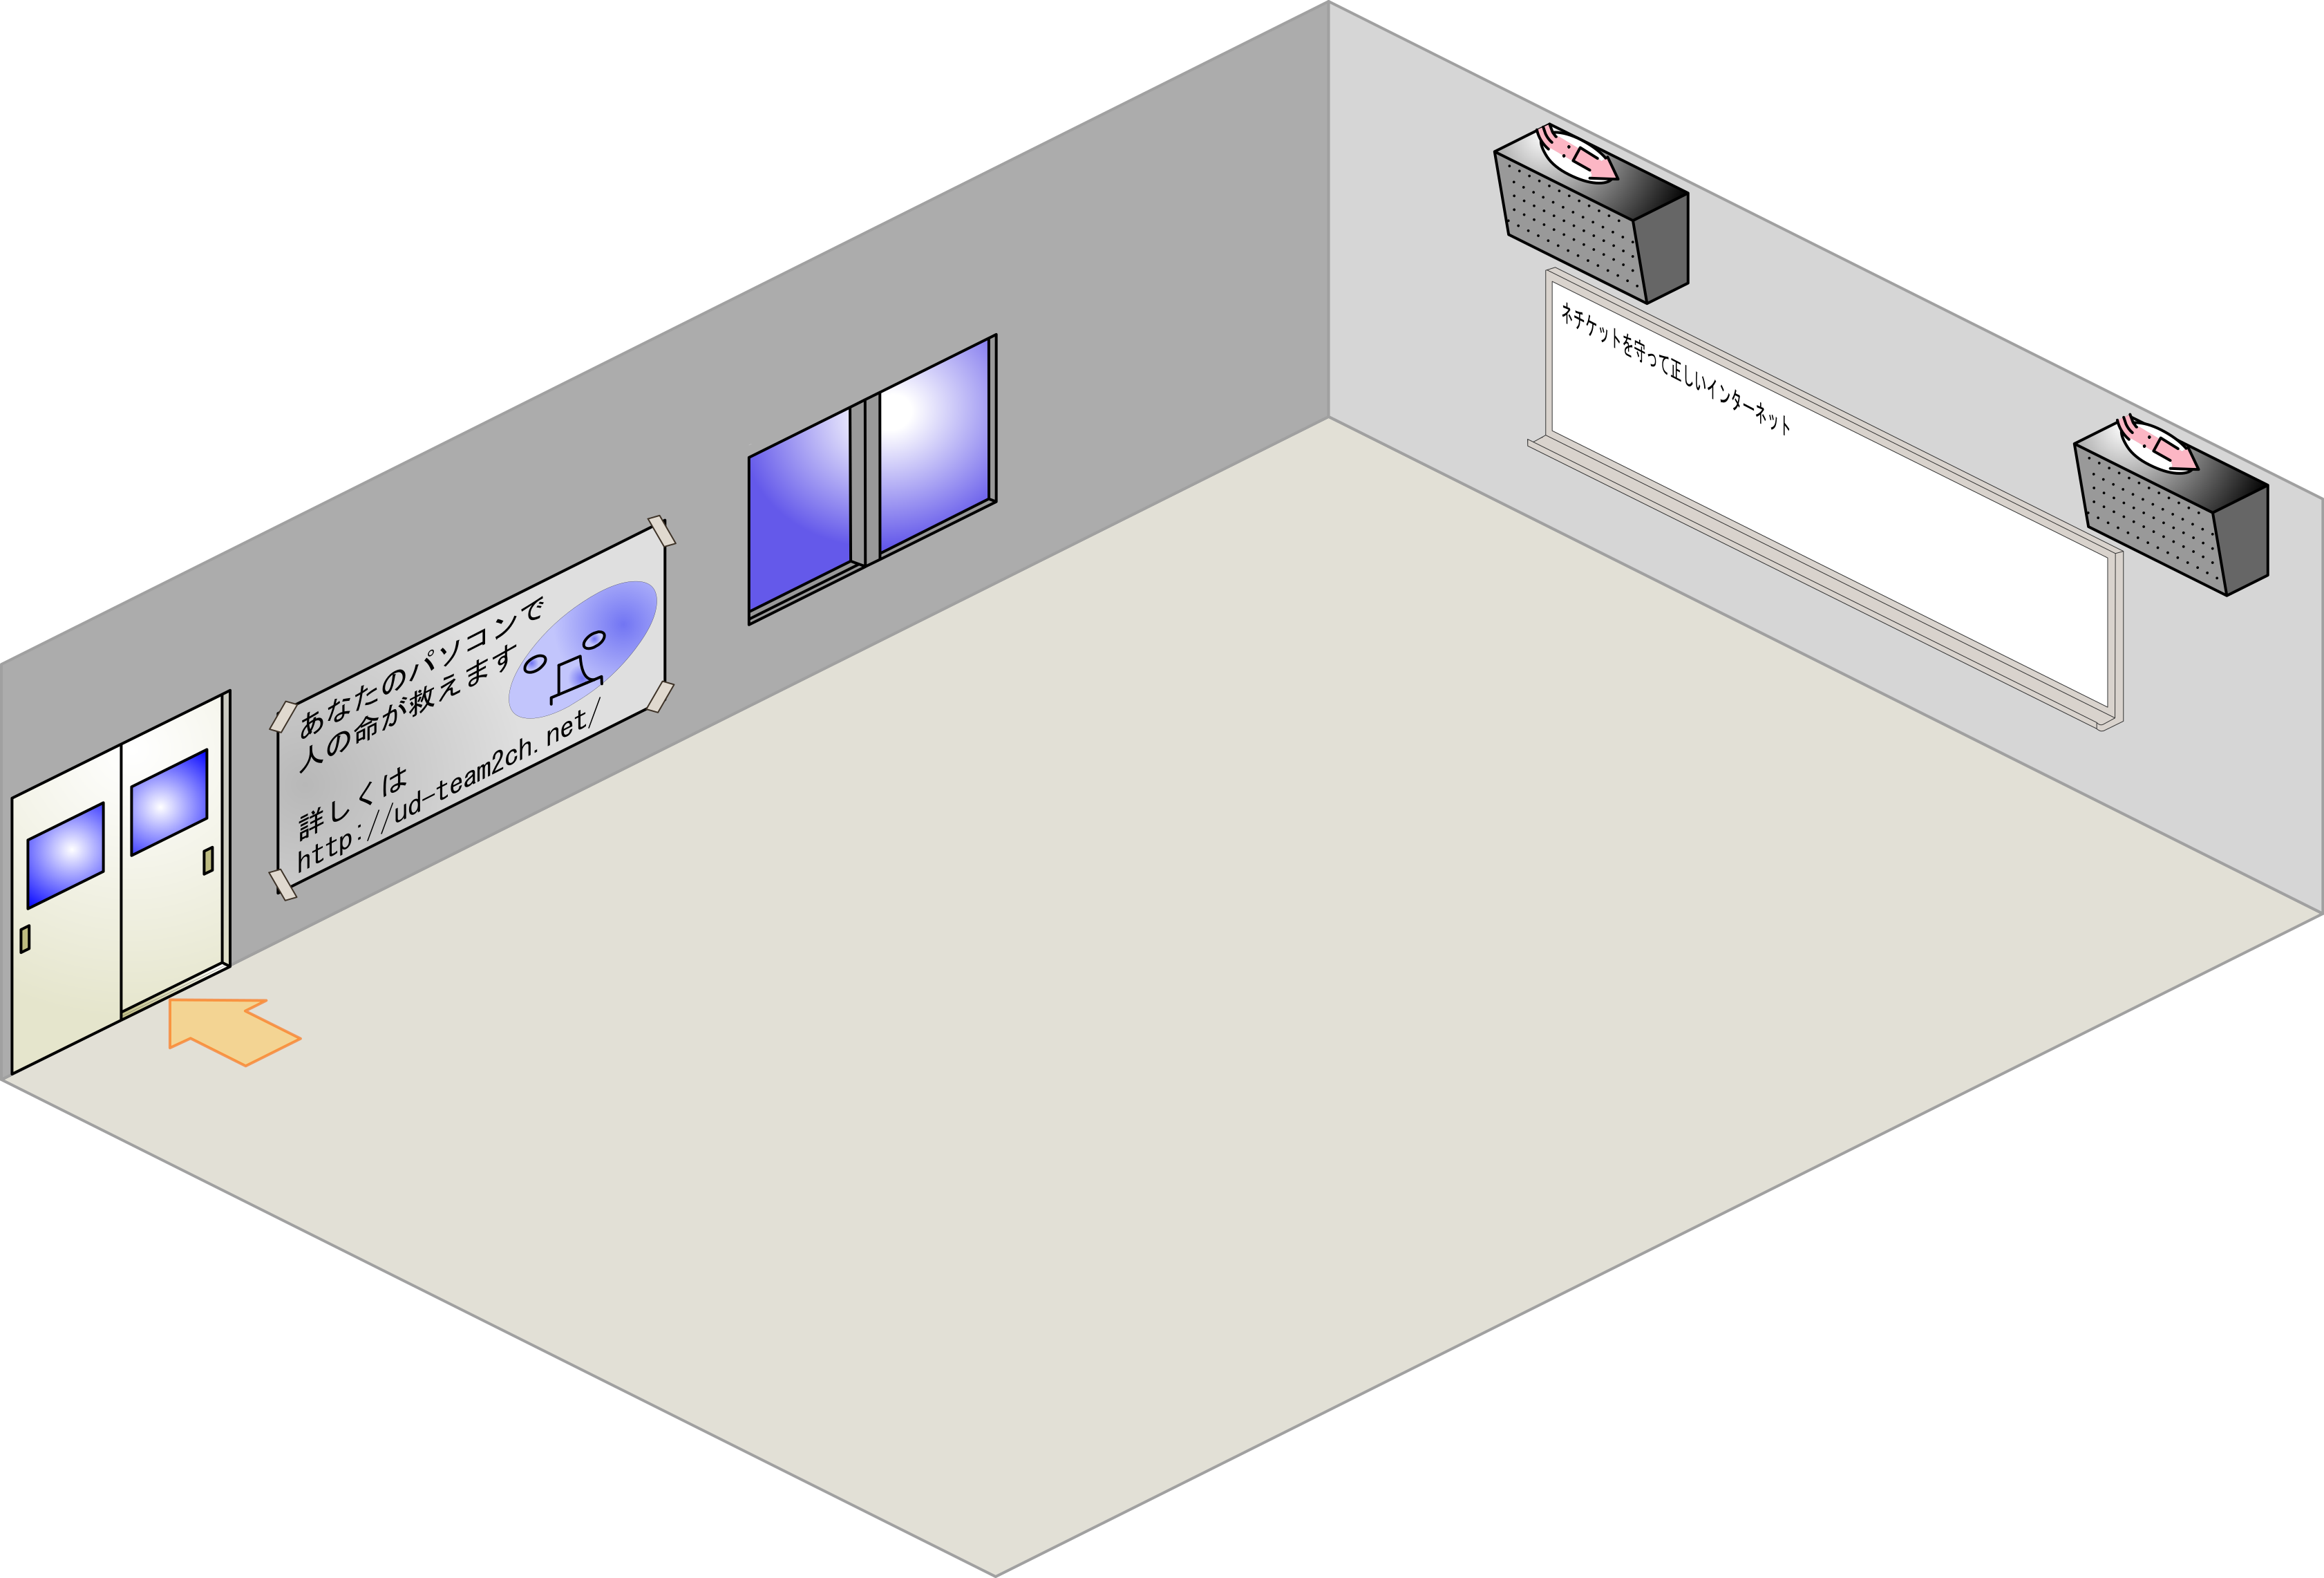 あなたのパソコンで
人の命が救えます
詳しくは
http://ud-team2ch.net/
ネチケットを守って正しいインターネット